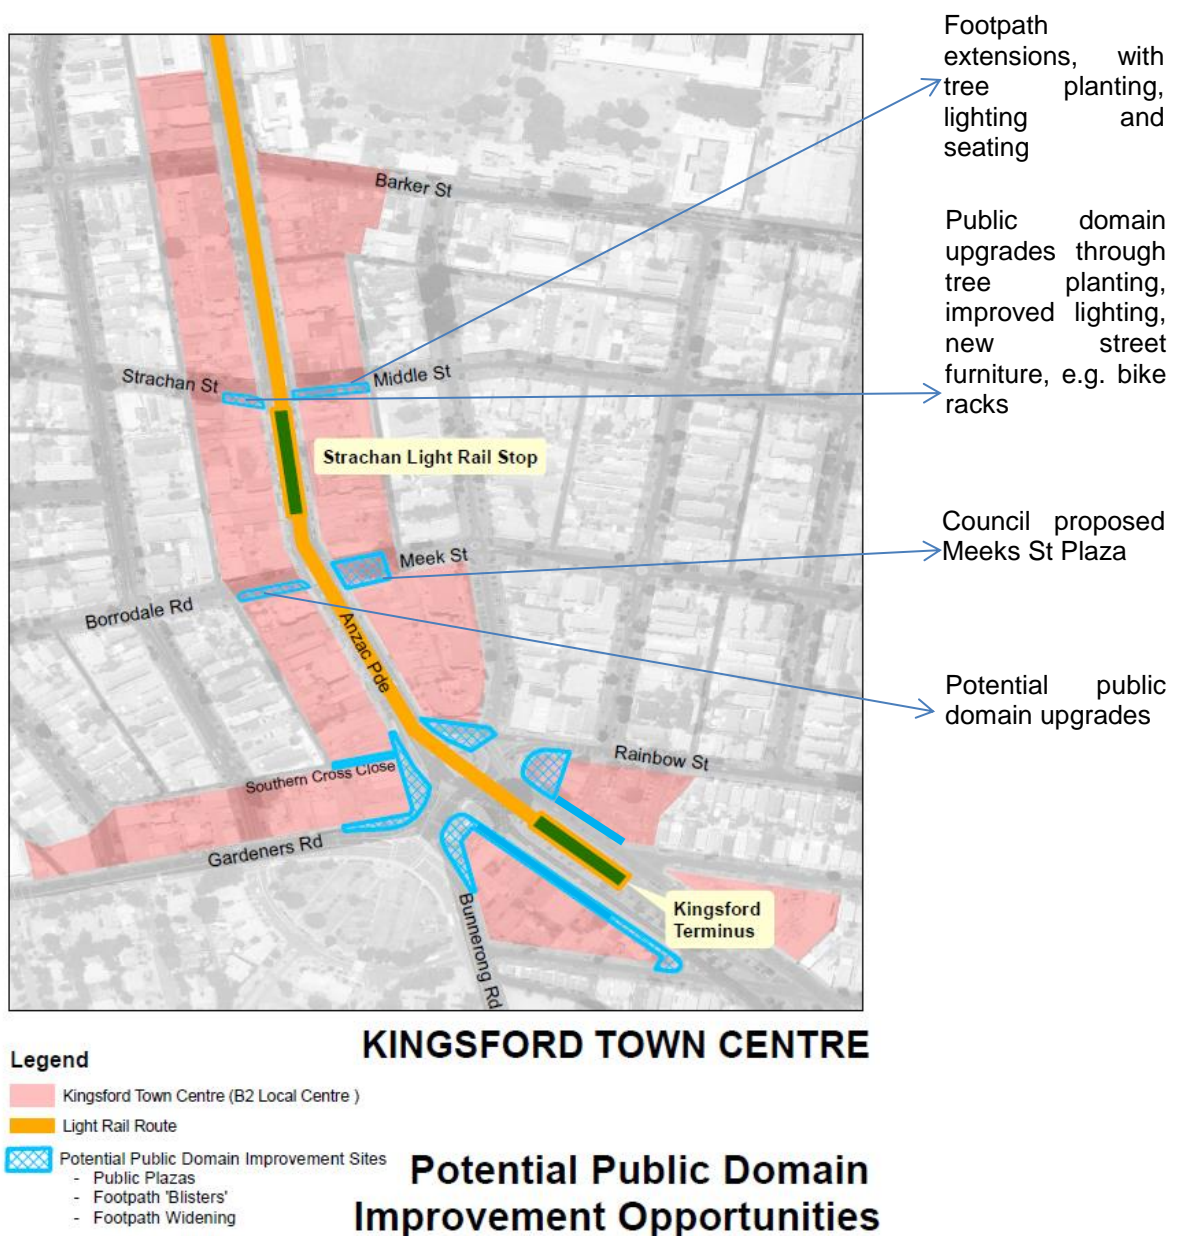 Footpath
extensions, with
tree planting,
lighting and
seating
Public domain
upgrades through
tree planting,
improved lighting,
new street
furniture, e.g. bike
racks
Council proposed
Meeks St Plaza
Potential public
domain upgrades
Barker St
Strachan St
Middle St
Strachan Light Rail Stop
Meek St
Borrodale Rd
Anzac Pde
Rainbow St
Southern Cross Close
Gardeners Rd
Bunnerong Rd
Kingsford
Terminus
KINGSFORD TOWN CENTRE
Legend
Kingsford Town Centre (B2 Local Centre )
Light Rail Route
Potential Public Domain Improvement Sites
- Public Plazas
- Footpath 'Blisters'
- Footpath Widening
Potential Public Domain
Improvement Opportunities